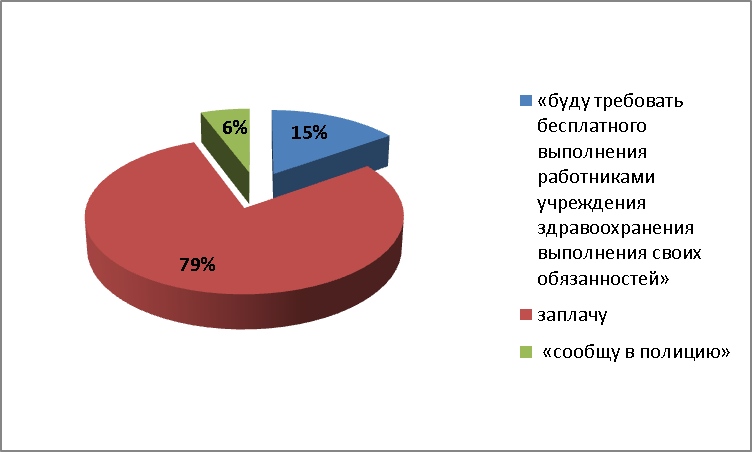 6%
15%
79%
«буду требовать
бесплатного
выполнения
работниками
учреждения
здравоохранения
выполнения своих
обязанностей»
заплачу
«сообщу в полицию»